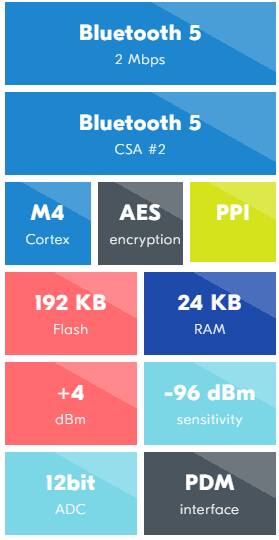 Bluetooth 5
2 Mbps
Bluetooth 5
CSA #2
M4
Cortex
AES
encryption
PPI
192 KB
Flash
24 KB
RAM
+4
dBm
-96 dBm
sensitivity
12bit
ADC
PDM
interface